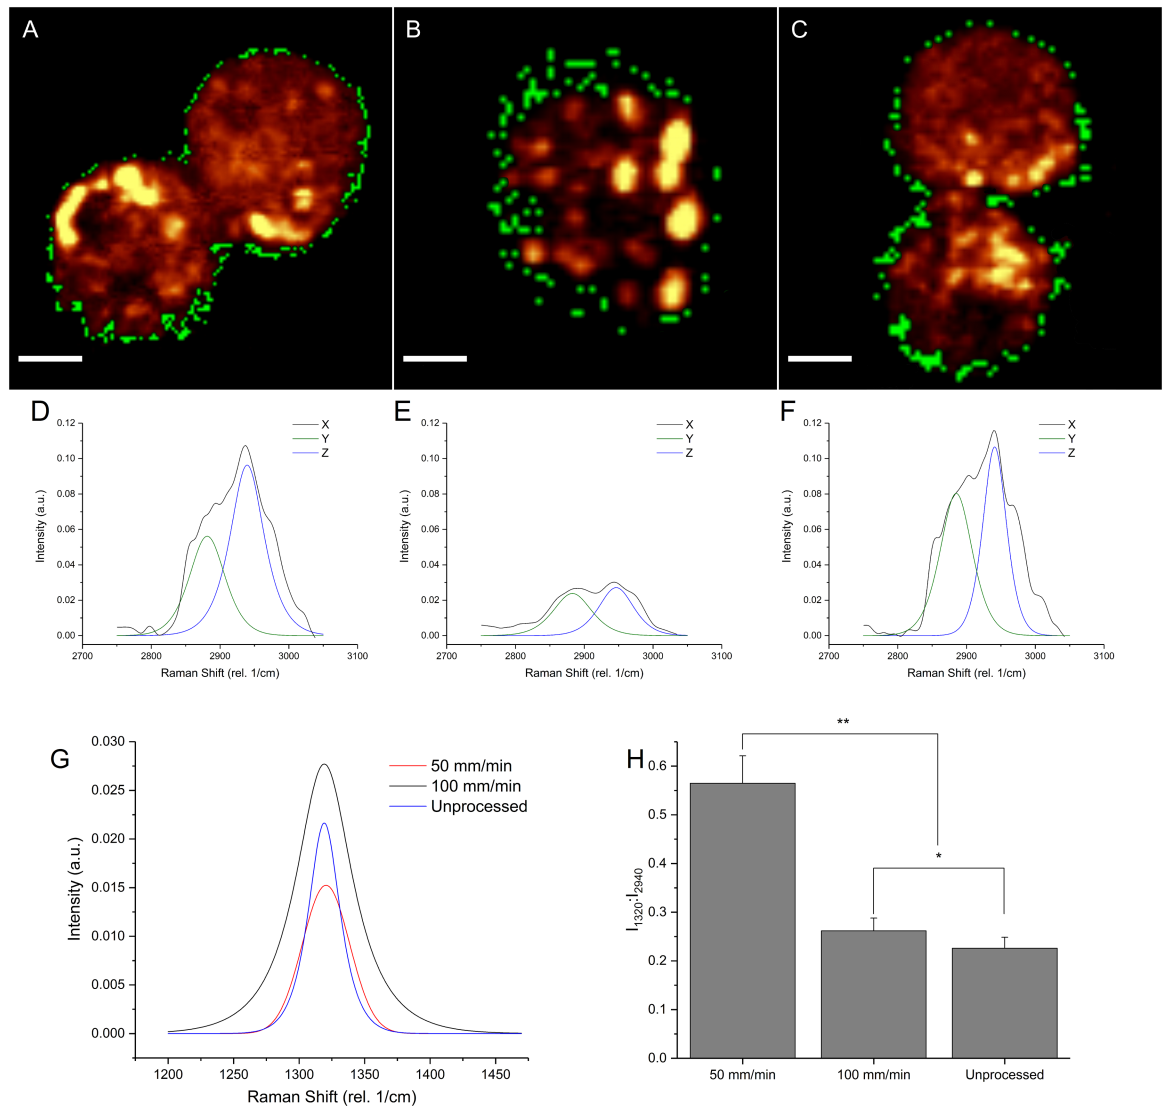 A
B
C
D
E
F
X
Y
Z
X
Y
Z
X
Y
Z
0.12
0.10
0.08
0.06
0.04
0.02
0.00
Intensity (a.u.)
2700 2800 2900 3000 3100
Raman Shift (rel. 1/cm)
0.12
0.10
0.08
0.06
0.04
0.02
0.00
Intensity (a.u.)
2700 2800 2900 3000 3100
Raman Shift (rel. 1/cm)
0.12
0.10
0.08
0.06
0.04
0.02
0.00
Intensity (a.u.)
2700 2800 2900 3000 3100
Raman Shift (rel. 1/cm)
G
50 mm/min
100 mm/min
Unprocessed
0.030
0.025
0.020
0.015
0.010
0.005
0.000
Intensity (a.u.)
1200 1250 1300 1350 1400 1450
Raman Shift (rel. 1/cm)
H
**
*
0.6
0.5
0.4
0.3
0.2
0.1
0.0
I1320:I2940
50 mm/min 100 mm/min Unprocessed